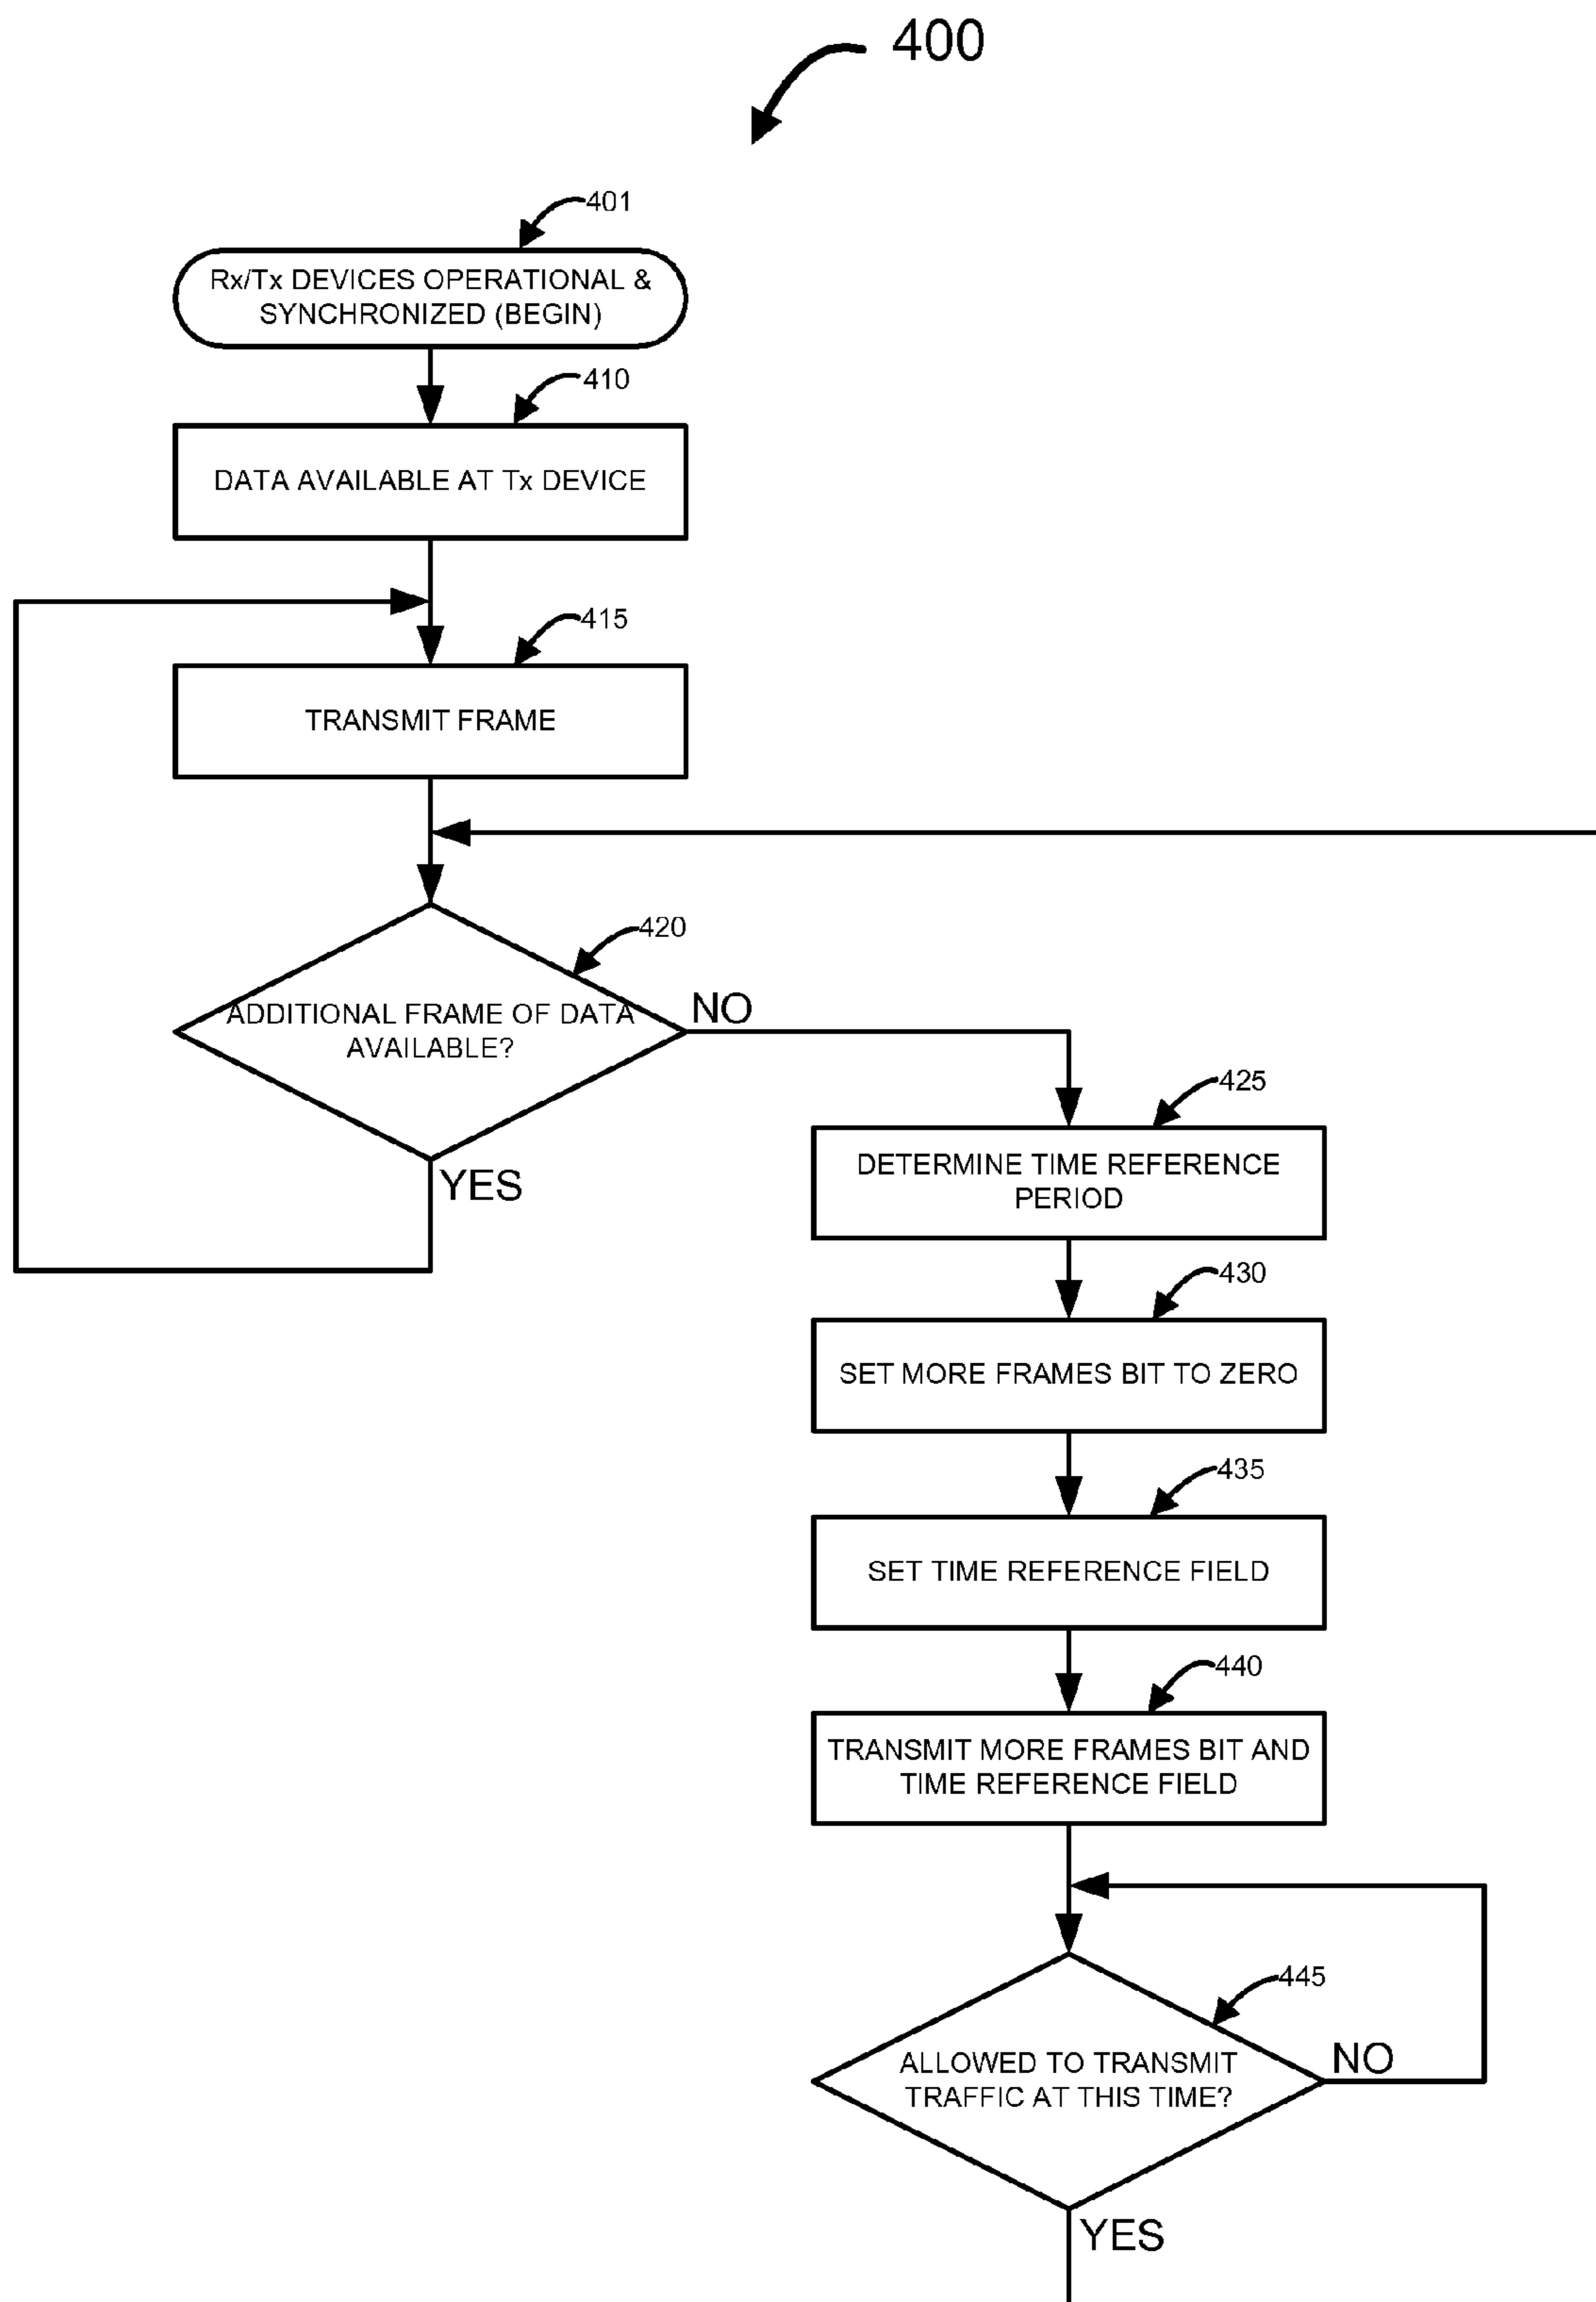 400
401
Rx/Tx DEVICES OPERATIONAL &
SYNCHRONIZED (BEGIN)
410
DATA AVAILABLE AT Tx DEVICE
415
TRANSMIT FRAME
420
ADDITIONAL FRAME OF DATA
AVAILABLE?
NO
YES
425
DETERMINE TIME REFERENCE
PERIOD
430
SET MORE FRAMES BIT TO ZERO
435
SET TIME REFERENCE FIELD
440
TRANSMIT MORE FRAMES BIT AND
TIME REFERENCE FIELD
445
ALLOWED TO TRANSMIT
TRAFFIC AT THIS TIME?
NO
YES